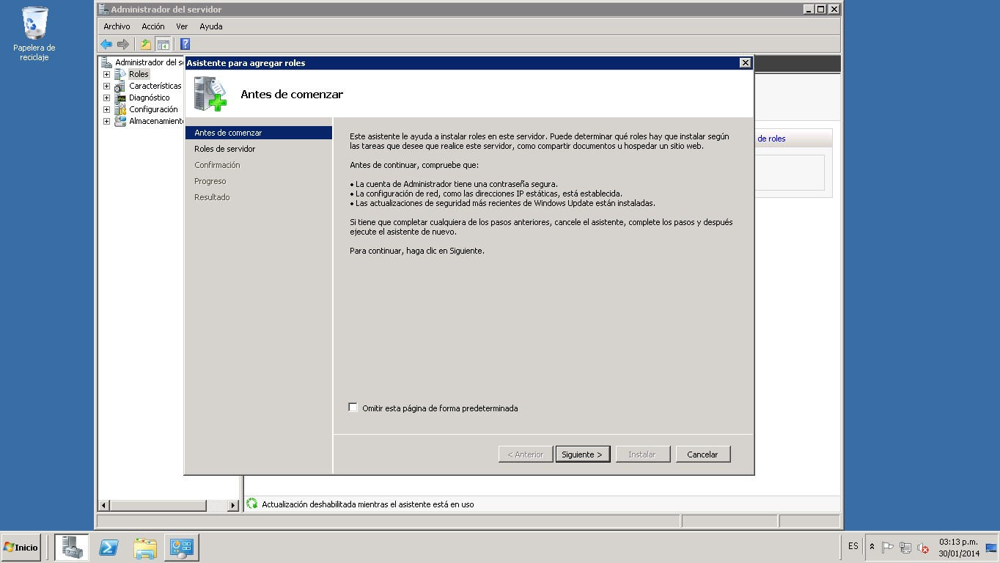 Papelera de
reciclaje
Administrador del servidor
Archivo Acción Ver Ayuda
Administrador del s
Roles
Características
Diagnóstico
Configuración
Almacenamiento
Asistente para agregar roles
Antes de comenzar
Antes de comenzar
Roles de servidor
Confirmación
Progreso
Resultado
Este asistente le ayuda a instalar roles en este servidor. Puede determinar qué roles hay que instalar según
las tareas que desee que realice este servidor, como compartir documentos u hospedar un sitio web.
Antes de continuar, compruebe que:
• La cuenta de Administrador tiene una contraseña segura.
• La configuración de red, como las direcciones IP estáticas, está establecida.
• Las actualizaciones de seguridad más recientes de Windows Update están instaladas.
Si tiene que completar cualquiera de los pasos anteriores, cancele el asistente, complete los pasos y después
ejecute el asistente de nuevo.
Para continuar, haga clic en Siguiente.
Omitir esta página de forma predeterminada
< Anterior Siguiente > Instalar Cancelar
de roles
Actualización deshabilitada mientras el asistente está en uso
Inicio
ES
03:13 p.m.
30/01/2014